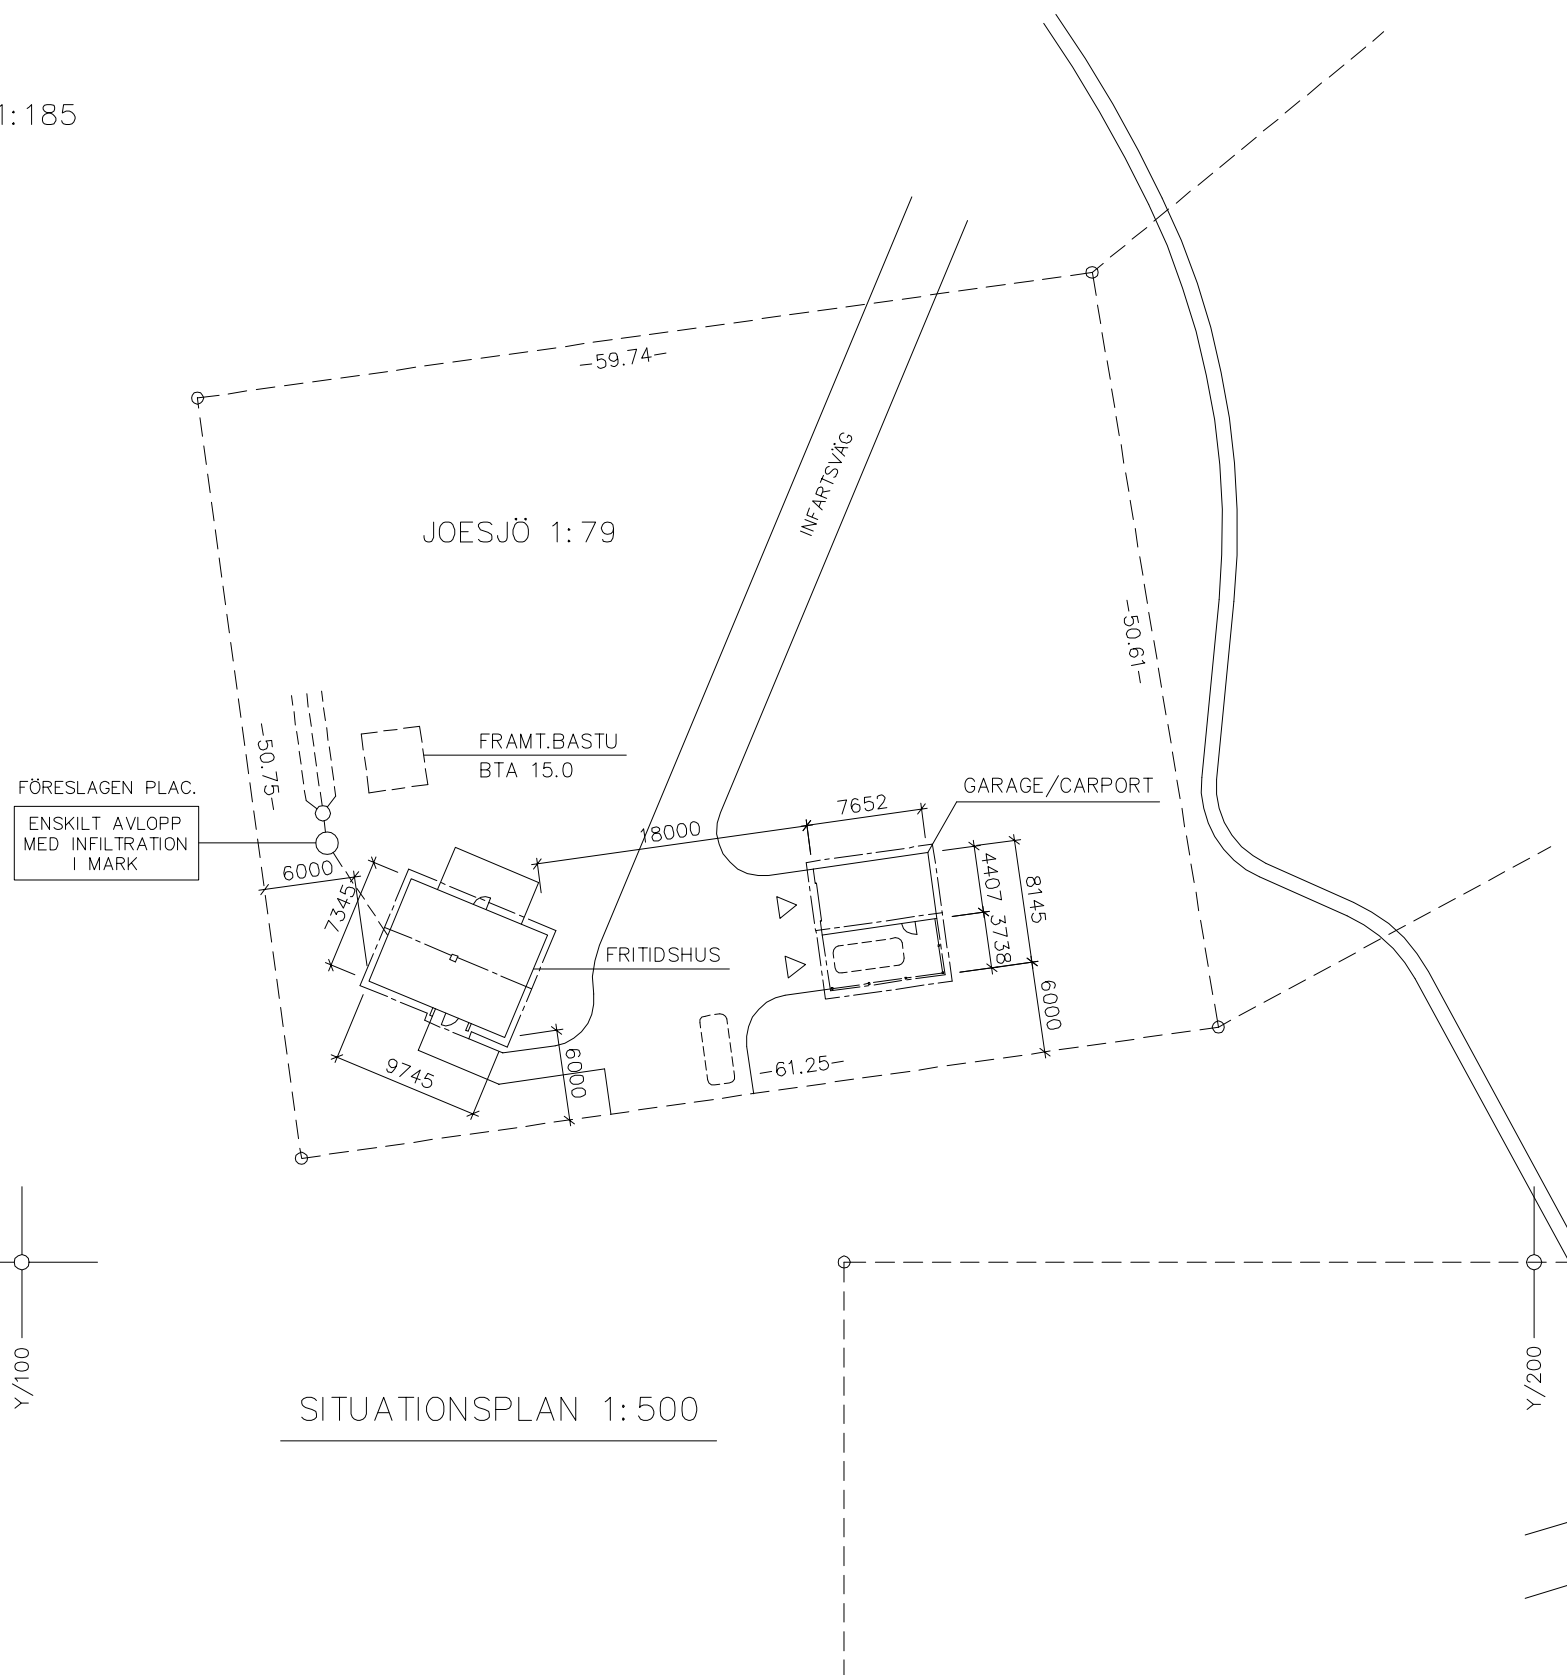 1:185
-59.74-
INFARTSVÄG
JOESJÖ 1:79
-50.61-
-50.75-
FRAMT.BASTU
BTA 15.0
FÖRESLAGEN PLAC.
ENSKILT AVLOPP
MED INFILTRATION
I MARK
GARAGE/CARPORT
7652
18000
6000
7345
4407
8145
3738
FRITIDSHUS
6000
6000
-61.25-
9745
Y/100
Y/200
SITUATIONSPLAN 1:500